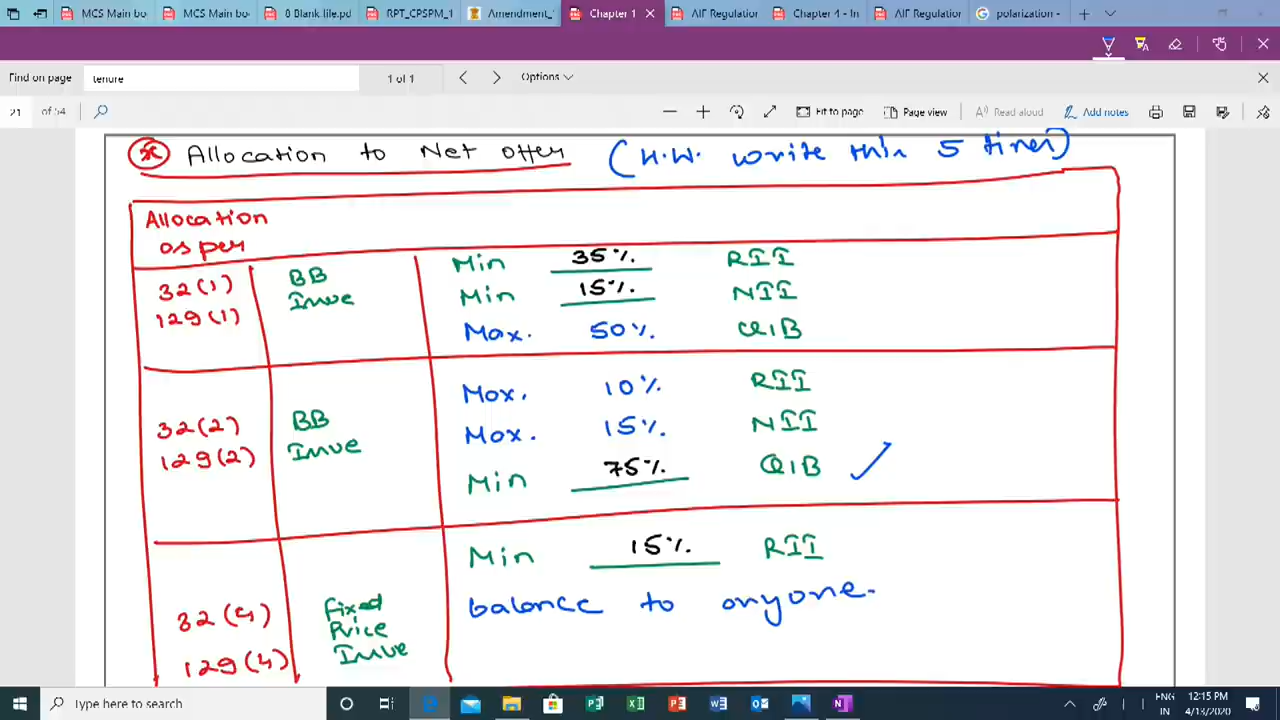 MCS Main bo
MCS Main bo
0 Blank file.pd
RPT_CPSPM_1
Amendment_
Chapter 1
AIF Regulation
Chapter 4 - In
AIF Regulation
polarization -
Find on page
tenure
1 of 1
Options
21 of 54
Fit to page
Page view
Read aloud
Add notes
Allocation to Net offer (H.W. write this 5 times)
Allocation
as per
32(1)
129(1)
BB
Issue
Min 35%. RII
Min 15%. NII
Max. 50%. QIB
32(2)
129(2)
BB
Issue
Max. 10%. RII
Max. 15%. NII
Min 75%. QIB
32(4)
129(4)
Fixed
Price
Issue
Min 15%. RII
balance to anyone.
Type here to search
ENG
IN
12:15 PM
4/13/2020